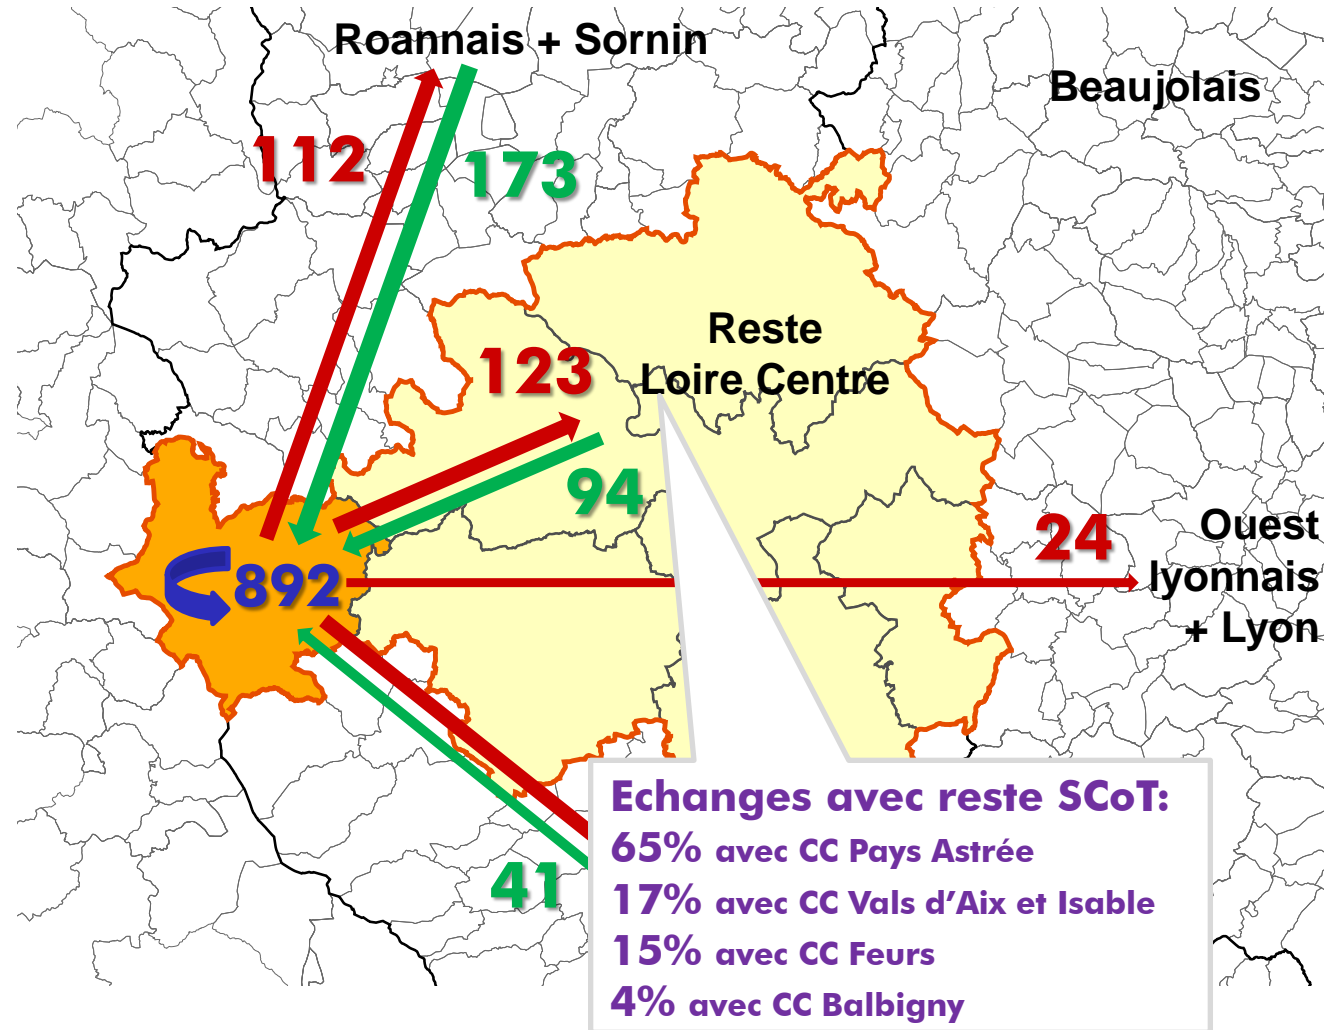 Roannais + Sornin
Beaujolais
112
173
Reste
Loire Centre
123
94
24
Ouest
lyonnais
+ Lyon
892
41
Echanges avec reste SCoT:
65% avec CC Pays Astrée
17% avec CC Vals d’Aix et Isable
15% avec CC Feurs
4% avec CC Balbigny